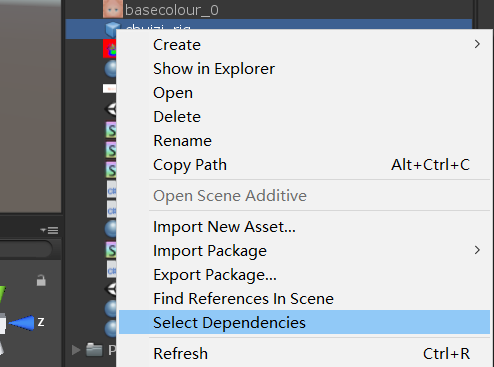 basecolour_0
chuizi_rig
Create
Show in Explorer
Open
Delete
Rename
Copy Path Alt+Ctrl+C
Open Scene Additive
Import New Asset...
Import Package
Export Package...
Find References In Scene
Select Dependencies
Refresh Ctrl+R
z
P